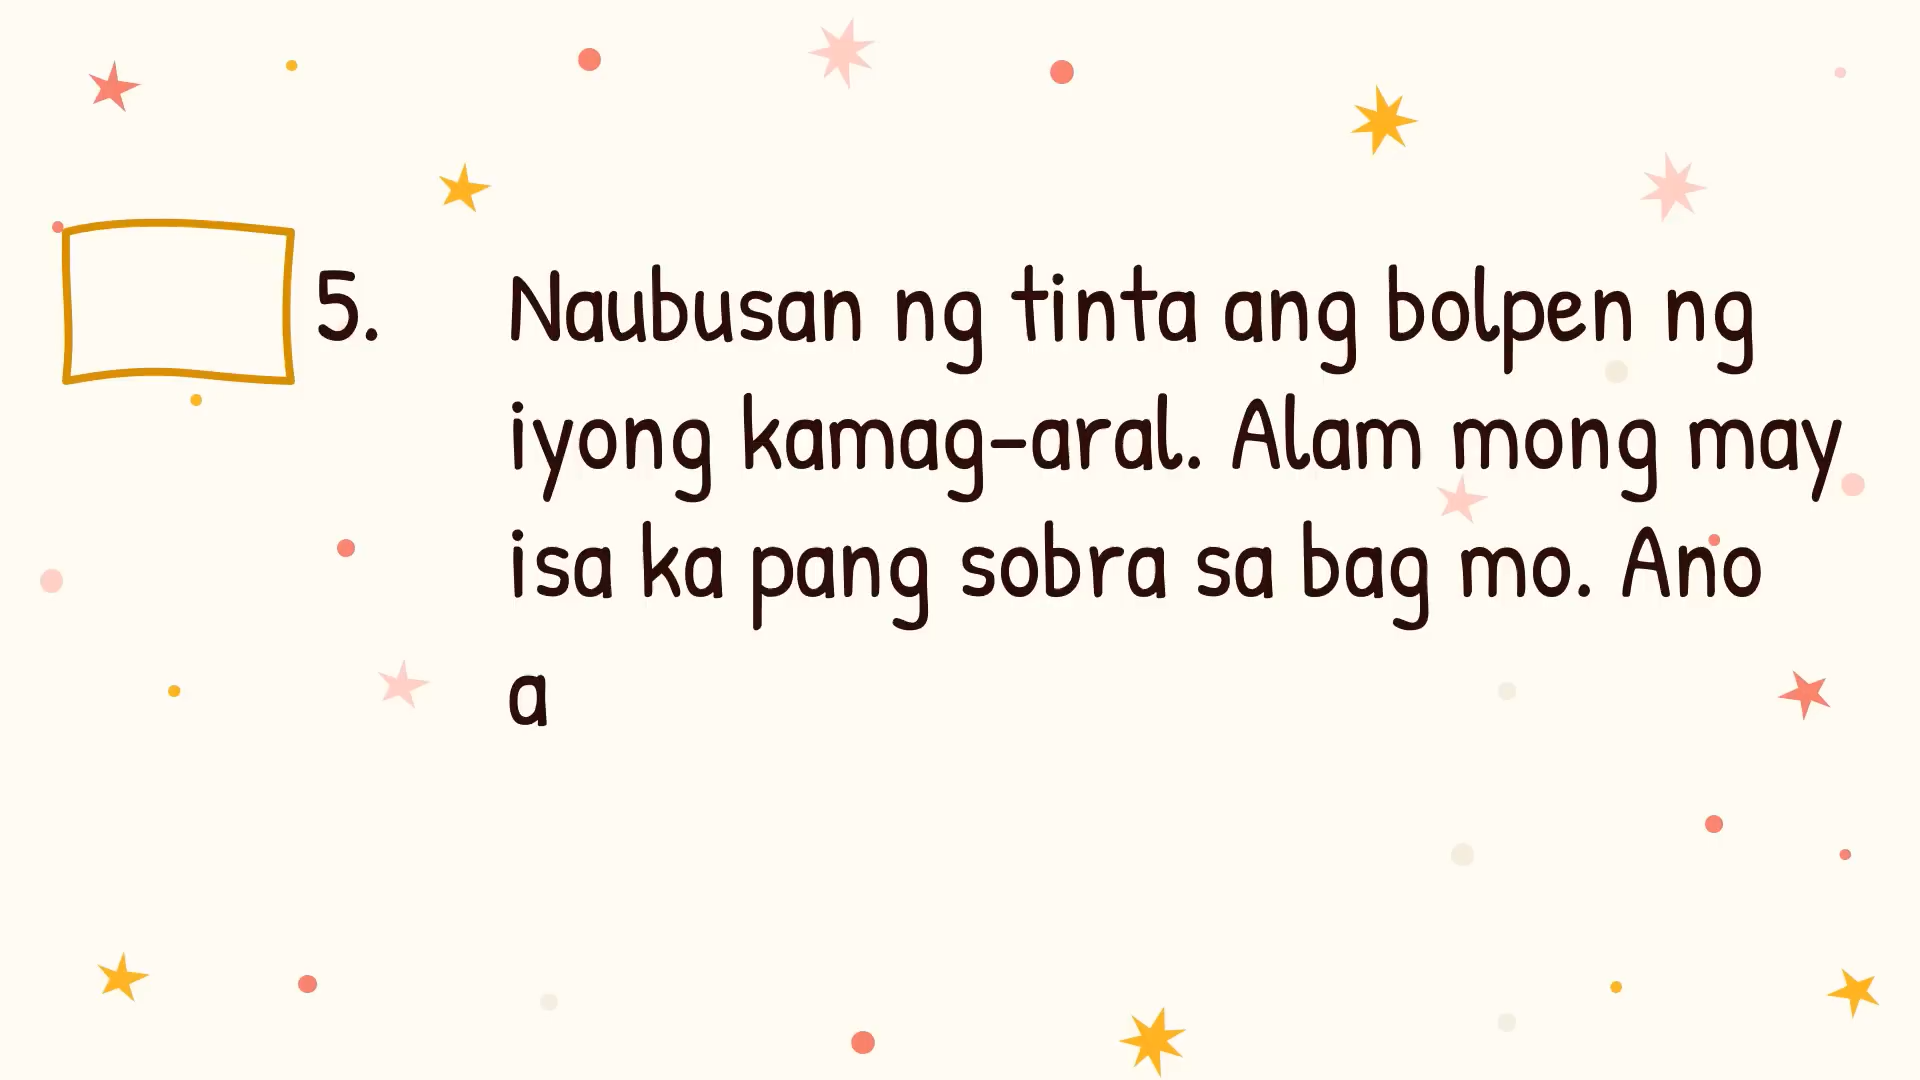 5. Naubusan ng tinta ang bolpen ng
iyong kamag-aral. Alam mong may
isa ka pang sobra sa bag mo. Ano
a